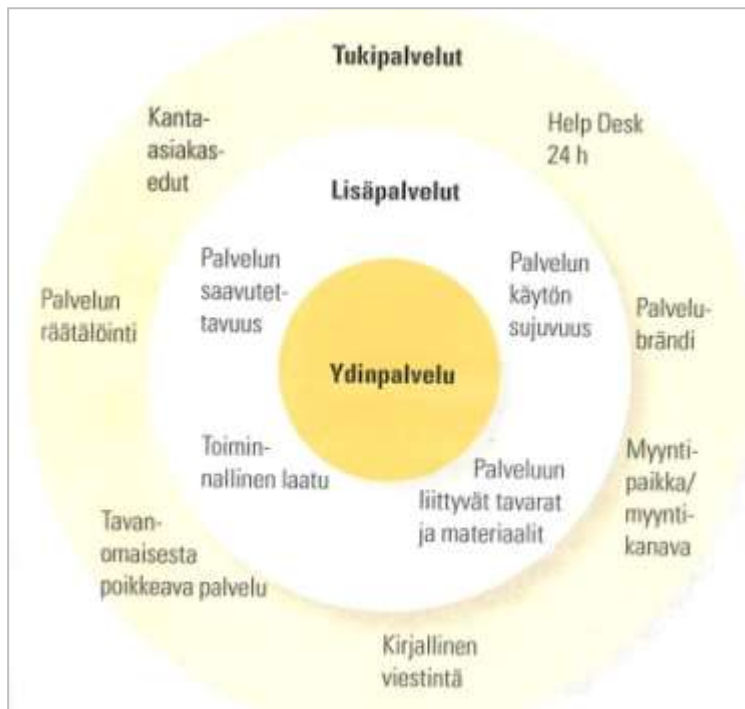 Tukipalvelut
Kanta-
asiakas-
edut
Help Desk
24 h
Lisäpalvelut
Palvelun
saavutet-
tavuus
Palvelun
käytön
sujuvuus
Palvelun
räätälöinti
Palvelu-
brändi
Ydinpalvelu
Toimin-
nallinen laatu
Palveluun
liittyvät tavarat
ja materiaalit
Myynti-
paikka/
myynti-
kanava
Tavan-
omaisesta
poikkeava palvelu
Kirjallinen
viestintä